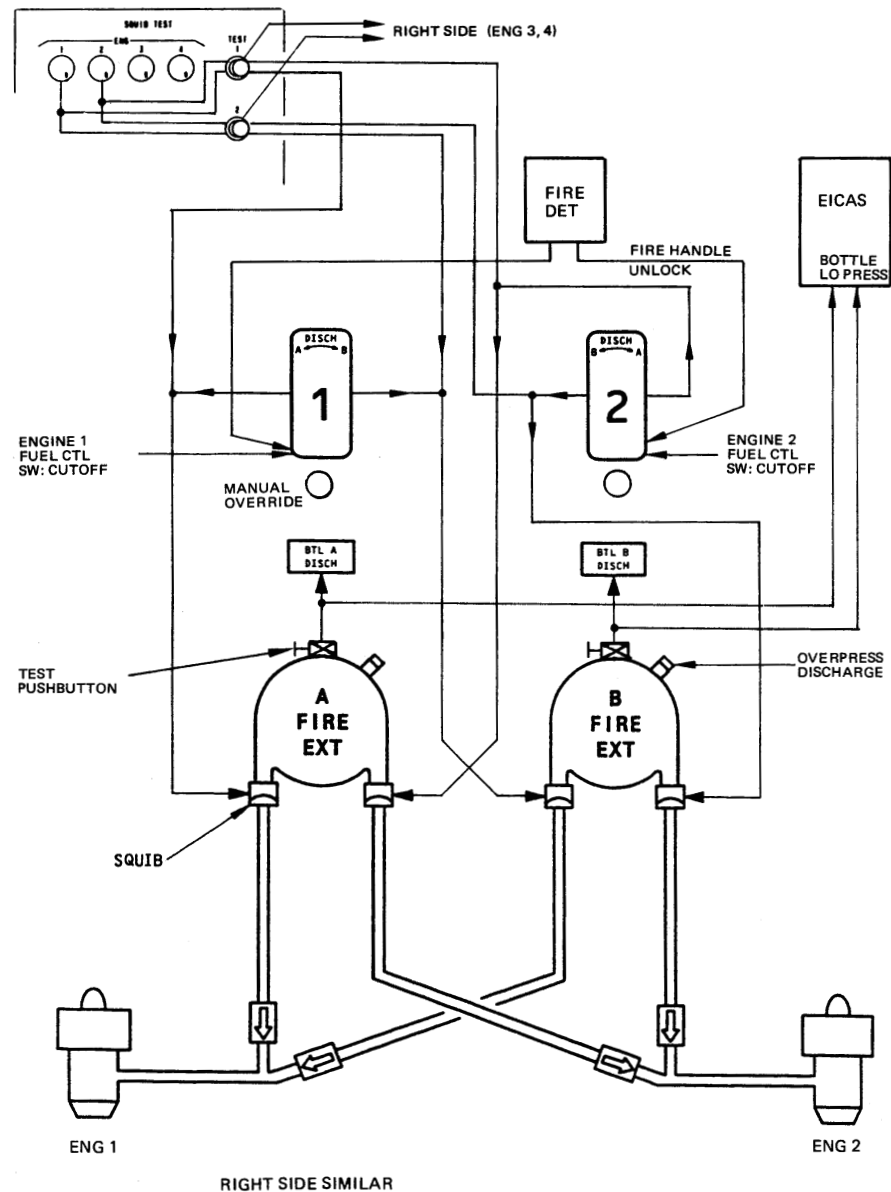 SQUIB TEST
ENG
1 2 3 4
TEST
1
2
RIGHT SIDE (ENG 3, 4)
FIRE
DET
EICAS
BOTTLE
LO PRESS
FIRE HANDLE
UNLOCK
DISCH
A B
1
DISCH
B A
2
ENGINE 1
FUEL CTL
SW: CUTOFF
MANUAL
OVERRIDE
ENGINE 2
FUEL CTL
SW: CUTOFF
BTL A
DISCH
BTL B
DISCH
TEST
PUSHBUTTON
OVERPRESS
DISCHARGE
A
FIRE
EXT
B
FIRE
EXT
SQUIB
ENG 1
ENG 2
RIGHT SIDE SIMILAR